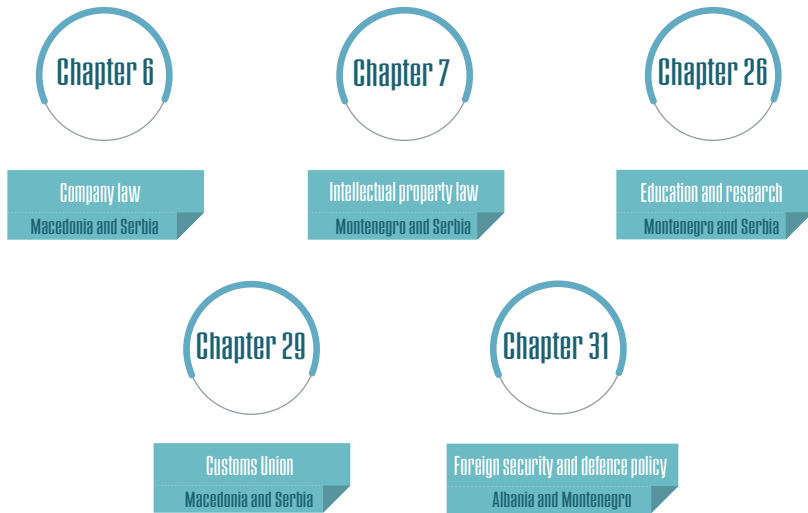 Chapter 6
Chapter 7
Chapter 26
Company law
Macedonia and Serbia
Intellectual property law
Montenegro and Serbia
Education and research
Montenegro and Serbia
Chapter 29
Chapter 31
Customs Union
Macedonia and Serbia
Foreign security and defence policy
Albania and Montenegro